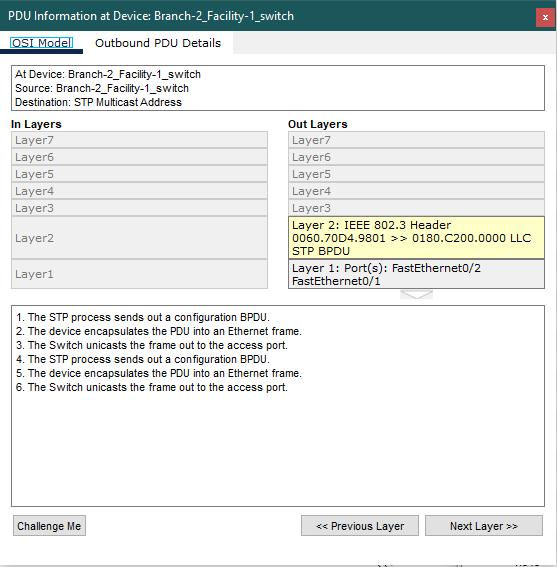 PDU Information at Device: Branch-2_Facility-1_switch
x
OSI Model Outbound PDU Details
At Device: Branch-2_Facility-1_switch
Source: Branch-2_Facility-1_switch
Destination: STP Multicast Address
In Layers
Layer7
Layer6
Layer5
Layer4
Layer3
Layer2
Layer1
Out Layers
Layer7
Layer6
Layer5
Layer4
Layer3
Layer 2: IEEE 802.3 Header
0060.70D4.9801 >> 0180.C200.0000 LLC
STP BPDU
Layer 1: Port(s): FastEthernet0/2
FastEthernet0/1
1. The STP process sends out a configuration BPDU.
2. The device encapsulates the PDU into an Ethernet frame.
3. The Switch unicasts the frame out to the access port.
4. The STP process sends out a configuration BPDU.
5. The device encapsulates the PDU into an Ethernet frame.
6. The Switch unicasts the frame out to the access port.
Challenge Me
<< Previous Layer
Next Layer >>